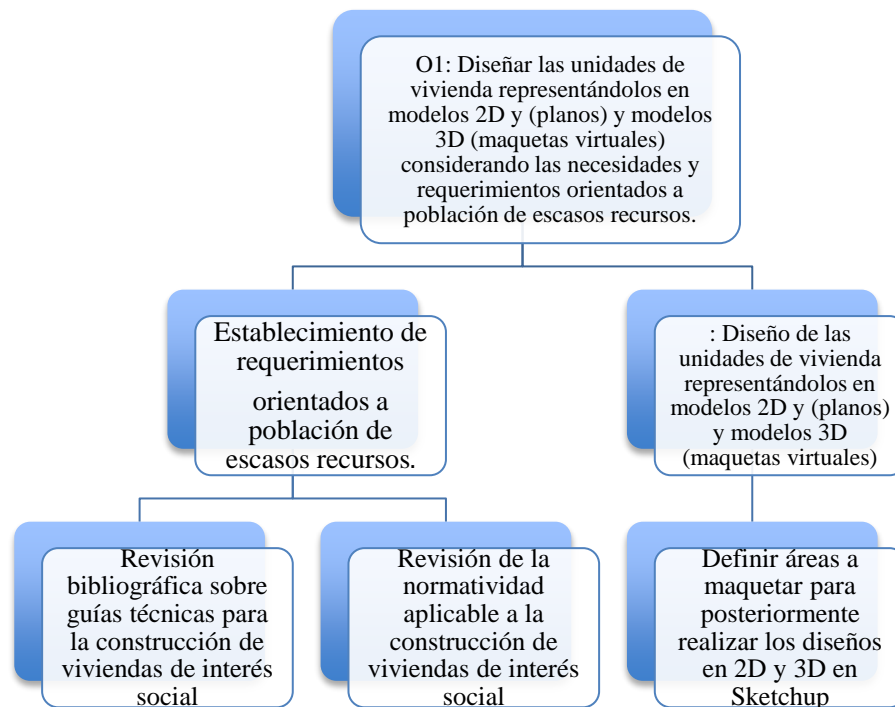 O1: Diseñar las unidades de
vivienda representándolos en
modelos 2D y (planos) y modelos
3D (maquetas virtuales)
considerando las necesidades y
requerimientos orientados a
población de escasos recursos.
Establecimiento de
requerimientos
orientados a
población de
escasos recursos.
: Diseño de las
unidades de vivienda
representándolos en
modelos 2D y (planos)
y modelos 3D
(maquetas virtuales)
Revisión
bibliográfica sobre
guías técnicas para
la construcción de
viviendas de interés
social
Revisión de la
normatividad
aplicable a la
construcción de
viviendas de interés
social
Definir áreas a
maquetar para
posteriormente
realizar los diseños
en 2D y 3D en
Sketchup